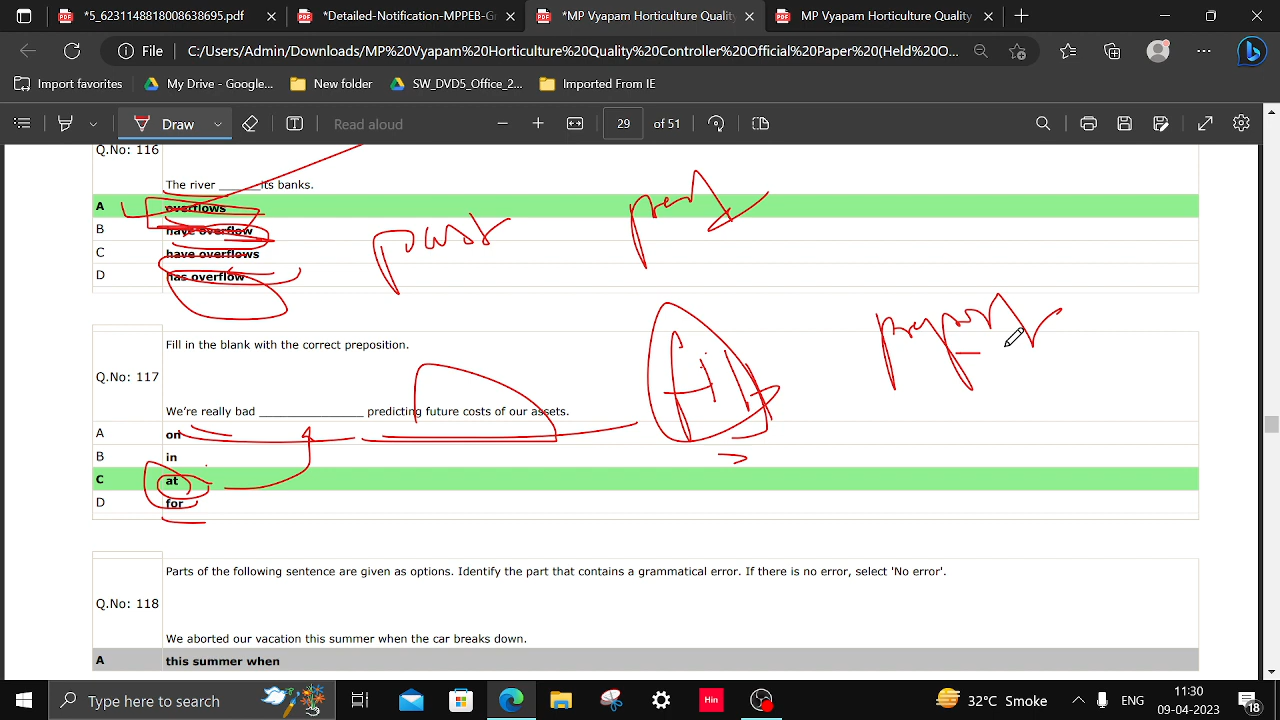 *5_6231148818008638695.pdf
*Detailed-Notification-MPPEB-G
*MP Vyapam Horticulture Quality
MP Vyapam Horticulture Quality
File C:/Users/Admin/Downloads/MP%20Vyapam%20Horticulture%20Quality%20Controller%20Official%20Paper%20(Held%20O...
Import favorites My Drive - Google... New folder SW_DVD5_Office_2... Imported From IE
Draw Read aloud 29 of 51
Q.No: 116
The river ______its banks.
A overflows
B have overflow
C have overflows
D has overflow
past
Fill in the blank with the correct preposition.
Q.No: 117
We're really bad ________________ predicting future costs of our assets.
A on
B in
C at
D for
Parts of the following sentence are given as options. Identify the part that contains a grammatical error. If there is no error, select 'No error'.
Q.No: 118
We aborted our vacation this summer when the car breaks down.
A this summer when
Type here to search Hin 32°C Smoke ENG 11:30
09-04-2023 18